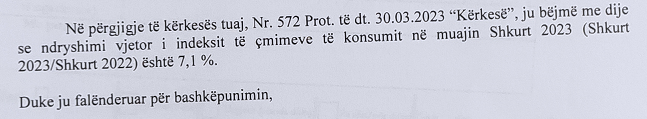 Në përgjigje të kërkesës tuaj, Nr. 572 Prot. të dt. 30.03.2023 “Kërkesë”, ju bëjmë me dije
se ndryshimi vjetor i indeksit të çmimeve të konsumit në muajin Shkurt 2023 (Shkurt
2023/Shkurt 2022) është 7,1 %.
Duke ju falënderuar për bashkëpunimin,